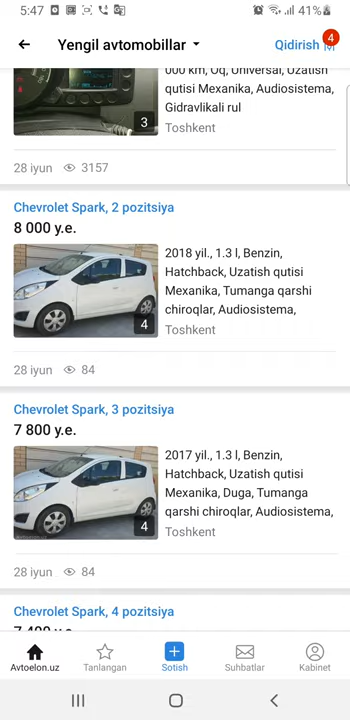 5:47
41%
Yengil avtomobillar
Qidirish
4
000 km, Oq, Universal, Uzatish
qutisi Mexanika, Audiosistema,
Gidravlikali rul
3
Toshkent
28 iyun 3157
Chevrolet Spark, 2 pozitsiya
8 000 y.e.
2018 yil., 1.3 l, Benzin,
Hatchback, Uzatish qutisi
Mexanika, Tumanga qarshi
chiroqlar, Audiosistema,
4
Toshkent
28 iyun 84
Chevrolet Spark, 3 pozitsiya
7 800 y.e.
2017 yil., 1.3 l, Benzin,
Hatchback, Uzatish qutisi
Mexanika, Duga, Tumanga
qarshi chiroqlar, Audiosistema,
4
Toshkent
28 iyun 84
Chevrolet Spark, 4 pozitsiya
7 400 y.e.
Avtoelon.uz
Tanlangan
Sotish
Suhbatlar
Kabinet